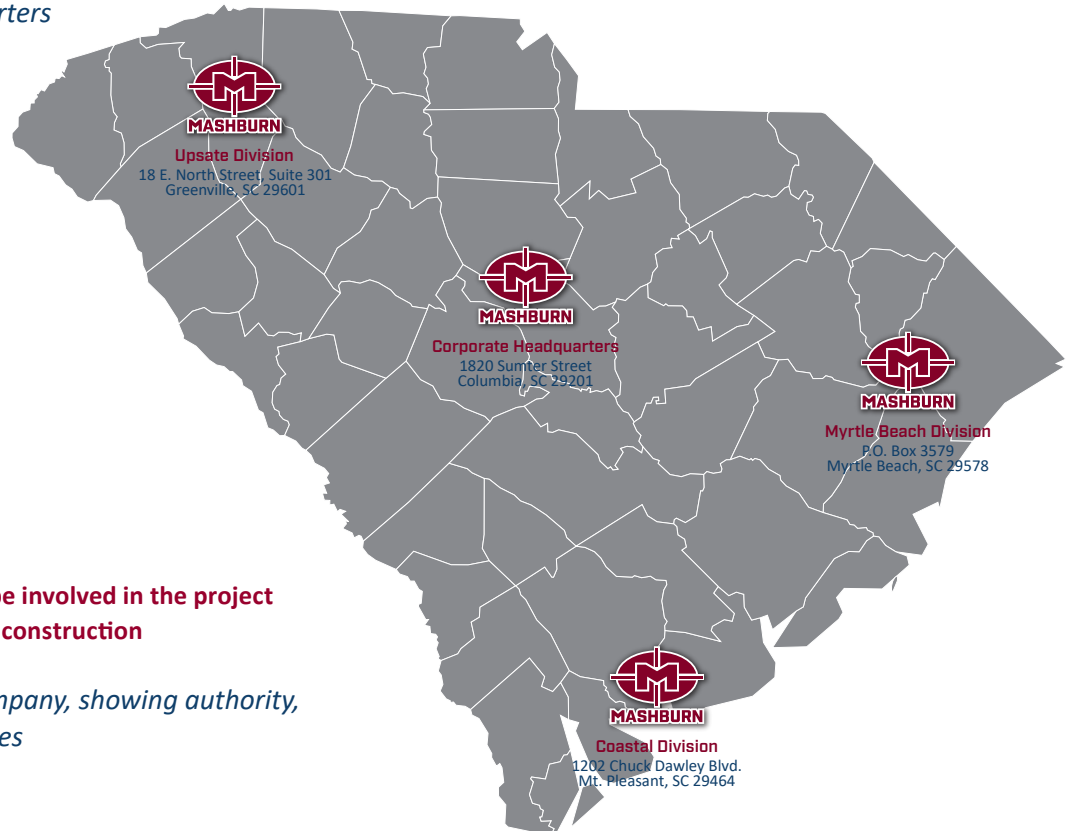 rters
MASHBURN
Upsate Division
18 E. North Street, Suite 301
Greenville, SC 29601
MASHBURN
Corporate Headquarters
1820 Sumter Street
Columbia, SC 29201
MASHBURN
Myrtle Beach Division
P.O. Box 3579
Myrtle Beach, SC 29578
be involved in the project
construction
mpany, showing authority,
es
MASHBURN
Coastal Division
1202 Chuck Dawley Blvd.
Mt. Pleasant, SC 29464